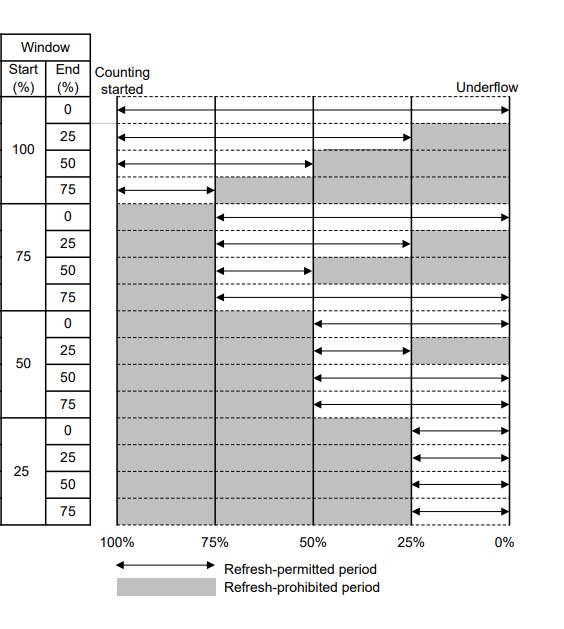 Window
Start End
(%) (%)
Counting
started
Underflow
100
0
25
50
75
75
0
25
50
75
50
0
25
50
75
25
0
25
50
75
100% 75% 50% 25% 0%
Refresh-permitted period
Refresh-prohibited period